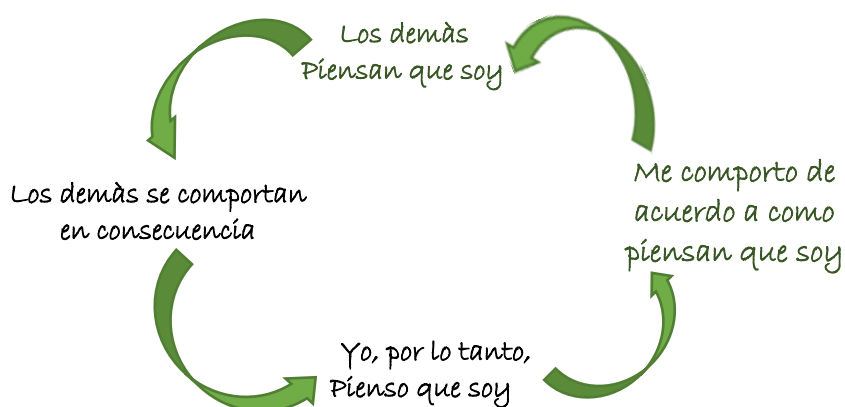 Los demàs
Piensan que soy
Los demàs se comportan
en consecuencia
Yo, por lo tanto,
Pienso que soy
Me comporto de
acuerdo a como
piensan que soy